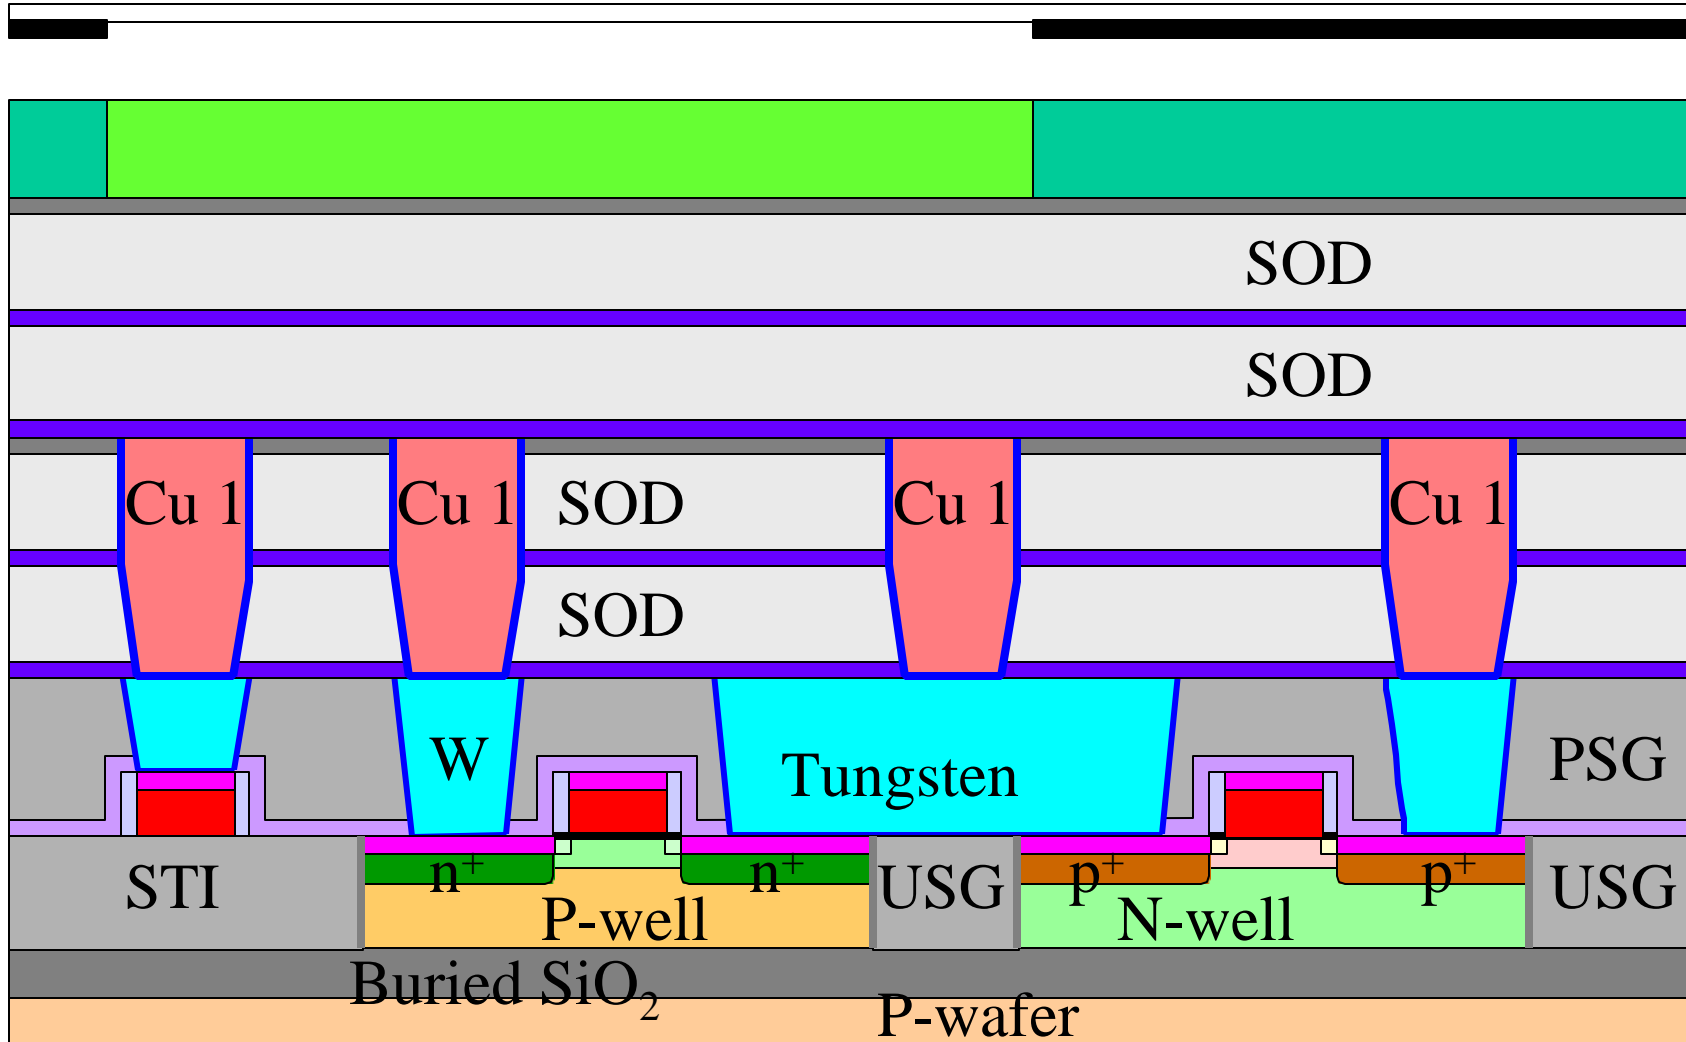 SOD
SOD
Cu 1 Cu 1 SOD Cu 1 Cu 1
SOD
W Tungsten PSG
STI n⁺ n⁺ USG p⁺ p⁺ USG
P-well N-well
Buried SiO₂
P-wafer